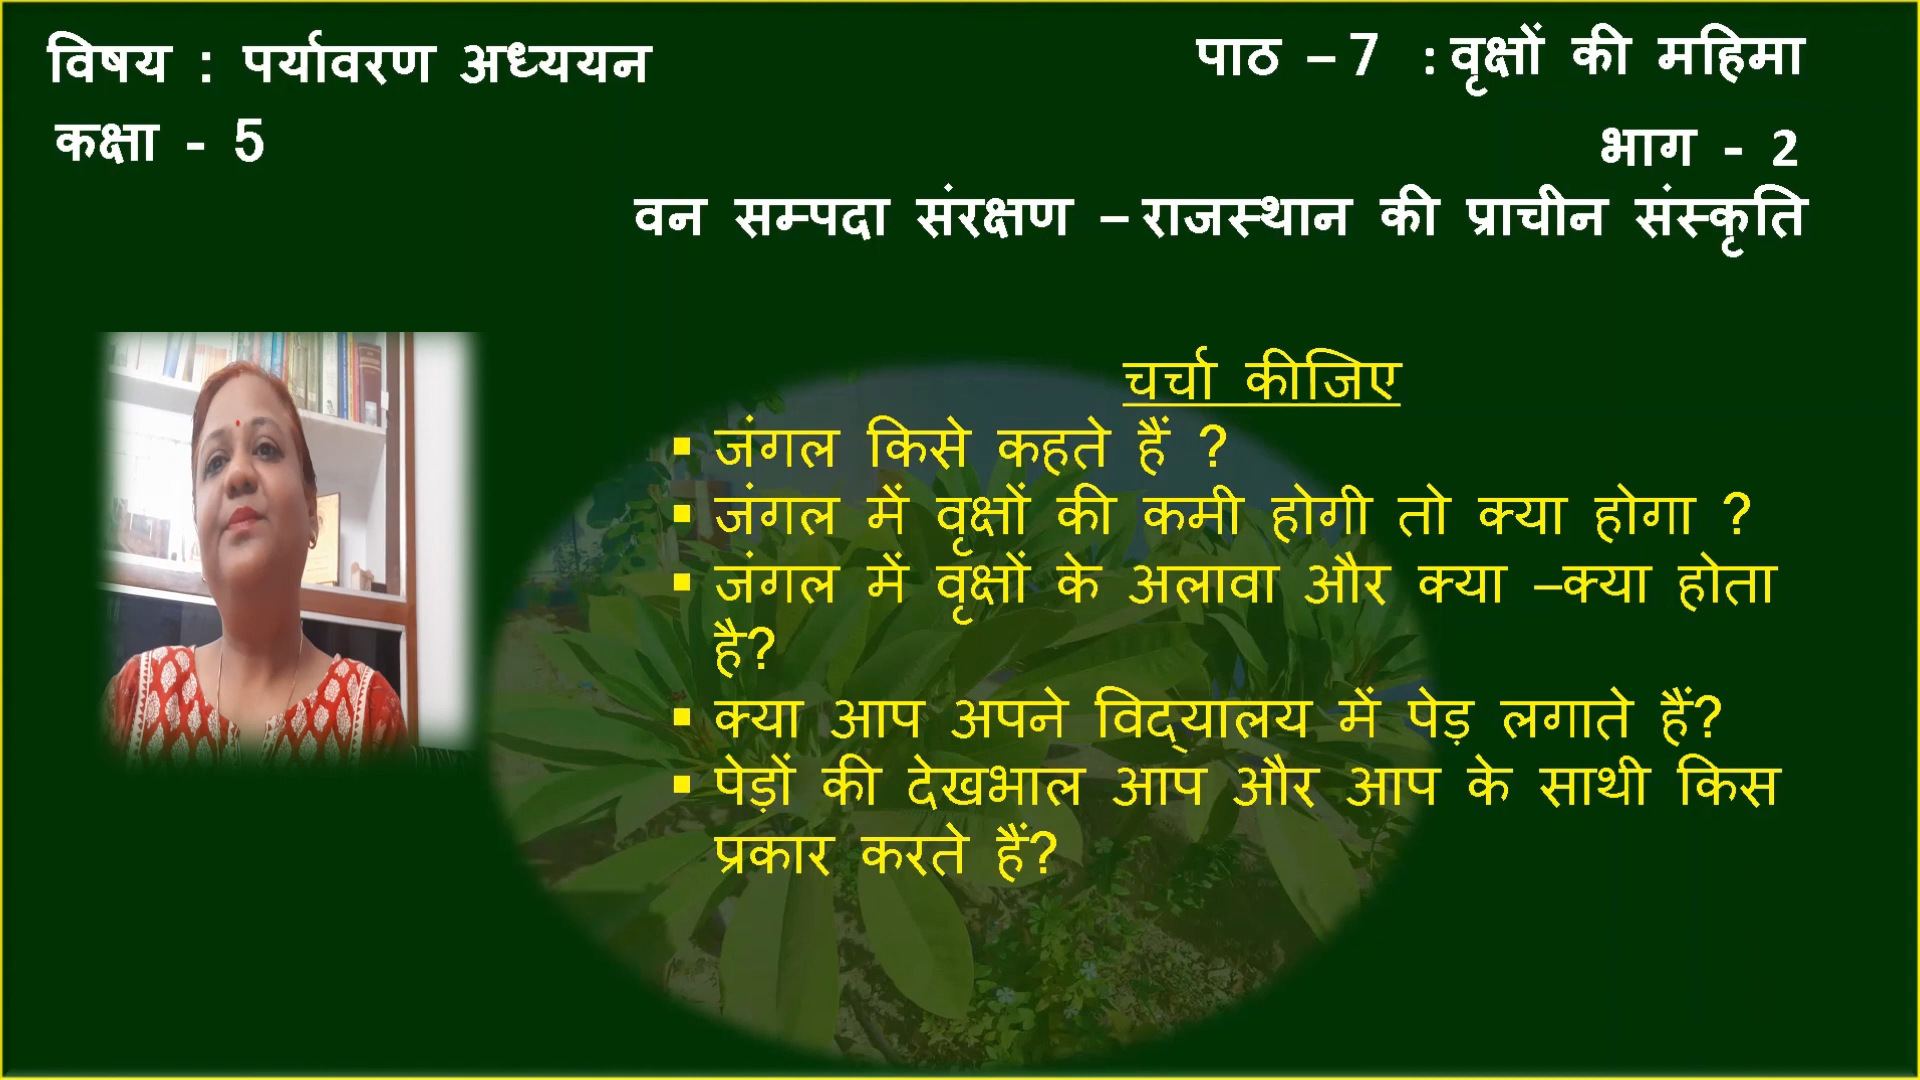 विषय : पर्यावरण अध्ययन
पाठ – 7 : वृक्षों की महिमा
कक्षा - 5
भाग - 2
वन सम्पदा संरक्षण – राजस्थान की प्राचीन संस्कृति
चर्चा कीजिए
▪ जंगल किसे कहते हैं ?
▪ जंगल में वृक्षों की कमी होगी तो क्या होगा ?
▪ जंगल में वृक्षों के अलावा और क्या –क्या होता
है?
▪ क्या आप अपने विद्यालय में पेड़ लगाते हैं?
▪ पेड़ों की देखभाल आप और आप के साथी किस
प्रकार करते हैं?